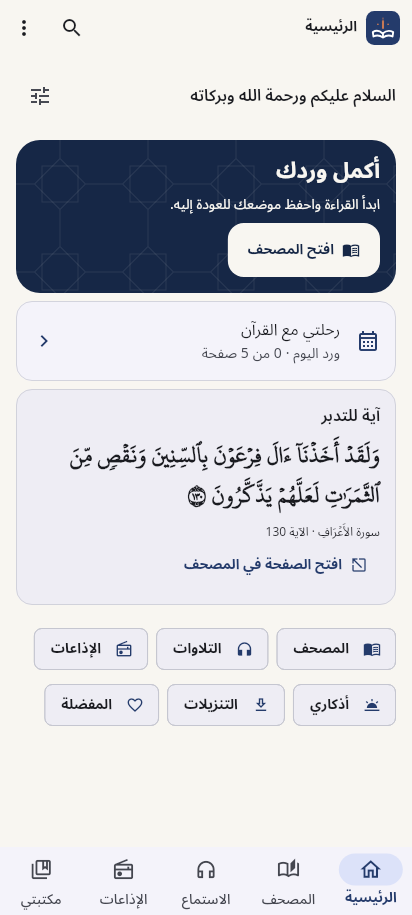 الرئيسية
السلام عليكم ورحمة الله وبركاته
أكمل وردك
ابدأ القراءة واحفظ موضعك للعودة إليه.
افتح المصحف
رحلتي مع القرآن
ورد اليوم · 0 من 5 صفحة
آية للتدبر
وَلَقَدۡ أَخَذۡنَآ ءَالَ فِرۡعَوۡنَ بِٱلسِّنِينَ وَنَقۡصٖ مِّنَ
ٱلثَّمَرَٰتِ لَعَلَّهُمۡ يَذَّكَّرُونَ ١٣٠
سورة الأَعۡرَافِ · الآية 130
افتح الصفحة في المصحف
المصحف
التلاوات
الإذاعات
أذكاري
التنزيلات
المفضلة
الرئيسية
المصحف
الاستماع
الإذاعات
مكتبتي